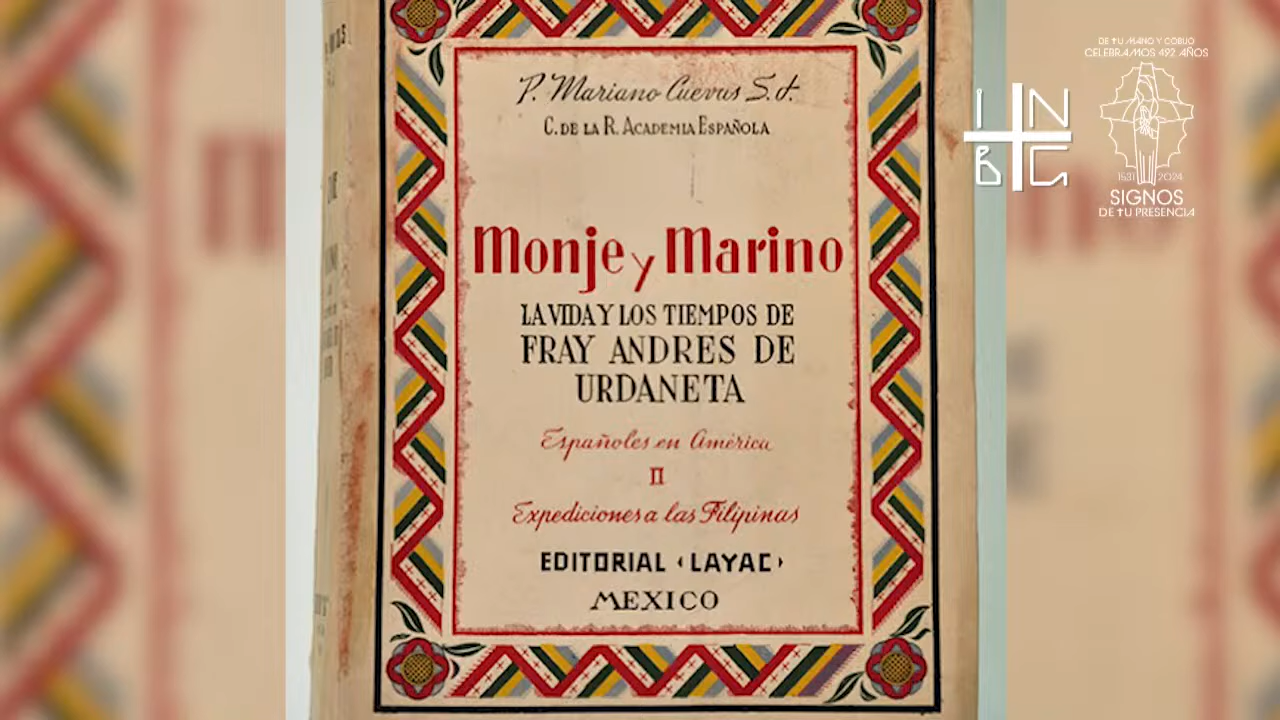 P. Mariano Cuevas S.J.
C. DE LA R. ACADEMIA ESPAÑOLA
Monje y Marino
LA VIDA Y LOS TIEMPOS DE
FRAY ANDRES DE
URDANETA
Españoles en América
II
Expediciones a las Filipinas
EDITORIAL ‹LAYAC›
MEXICO
I N
B G
DE TU MANO Y COBIJO
CELEBRAMOS 492 AÑOS
1531 2024
SIGNOS
DE TU PRESENCIA